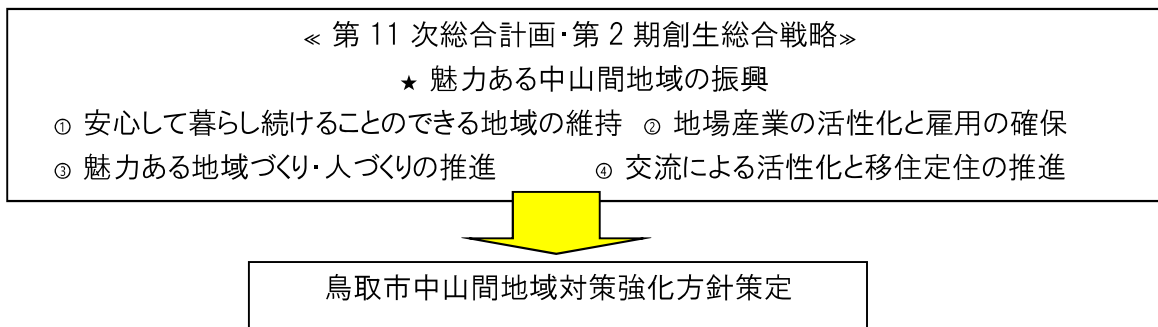 ≪ 第 11 次総合計画・第 2 期創生総合戦略≫
★ 魅力ある中山間地域の振興
① 安心して暮らし続けることのできる地域の維持 ② 地場産業の活性化と雇用の確保
③ 魅力ある地域づくり・人づくりの推進 ④ 交流による活性化と移住定住の推進
鳥取市中山間地域対策強化方針策定